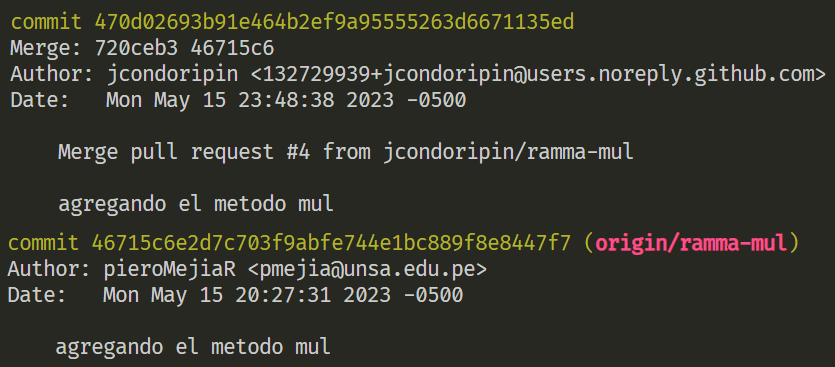 commit 470d02693b91e464b2ef9a95555263d6671135ed
Merge: 720ceb3 46715c6
Author: jcondoripin <132729939+jcondoripin@users.noreply.github.com>
Date:   Mon May 15 23:48:38 2023 -0500
Merge pull request #4 from jcondoripin/ramma-mul
agregando el metodo mul
commit 46715c6e2d7c703f9abfe744e1bc889f8e8447f7 (origin/ramma-mul)
Author: pieroMejiaR <pmejia@unsa.edu.pe>
Date:   Mon May 15 20:27:31 2023 -0500
agregando el metodo mul